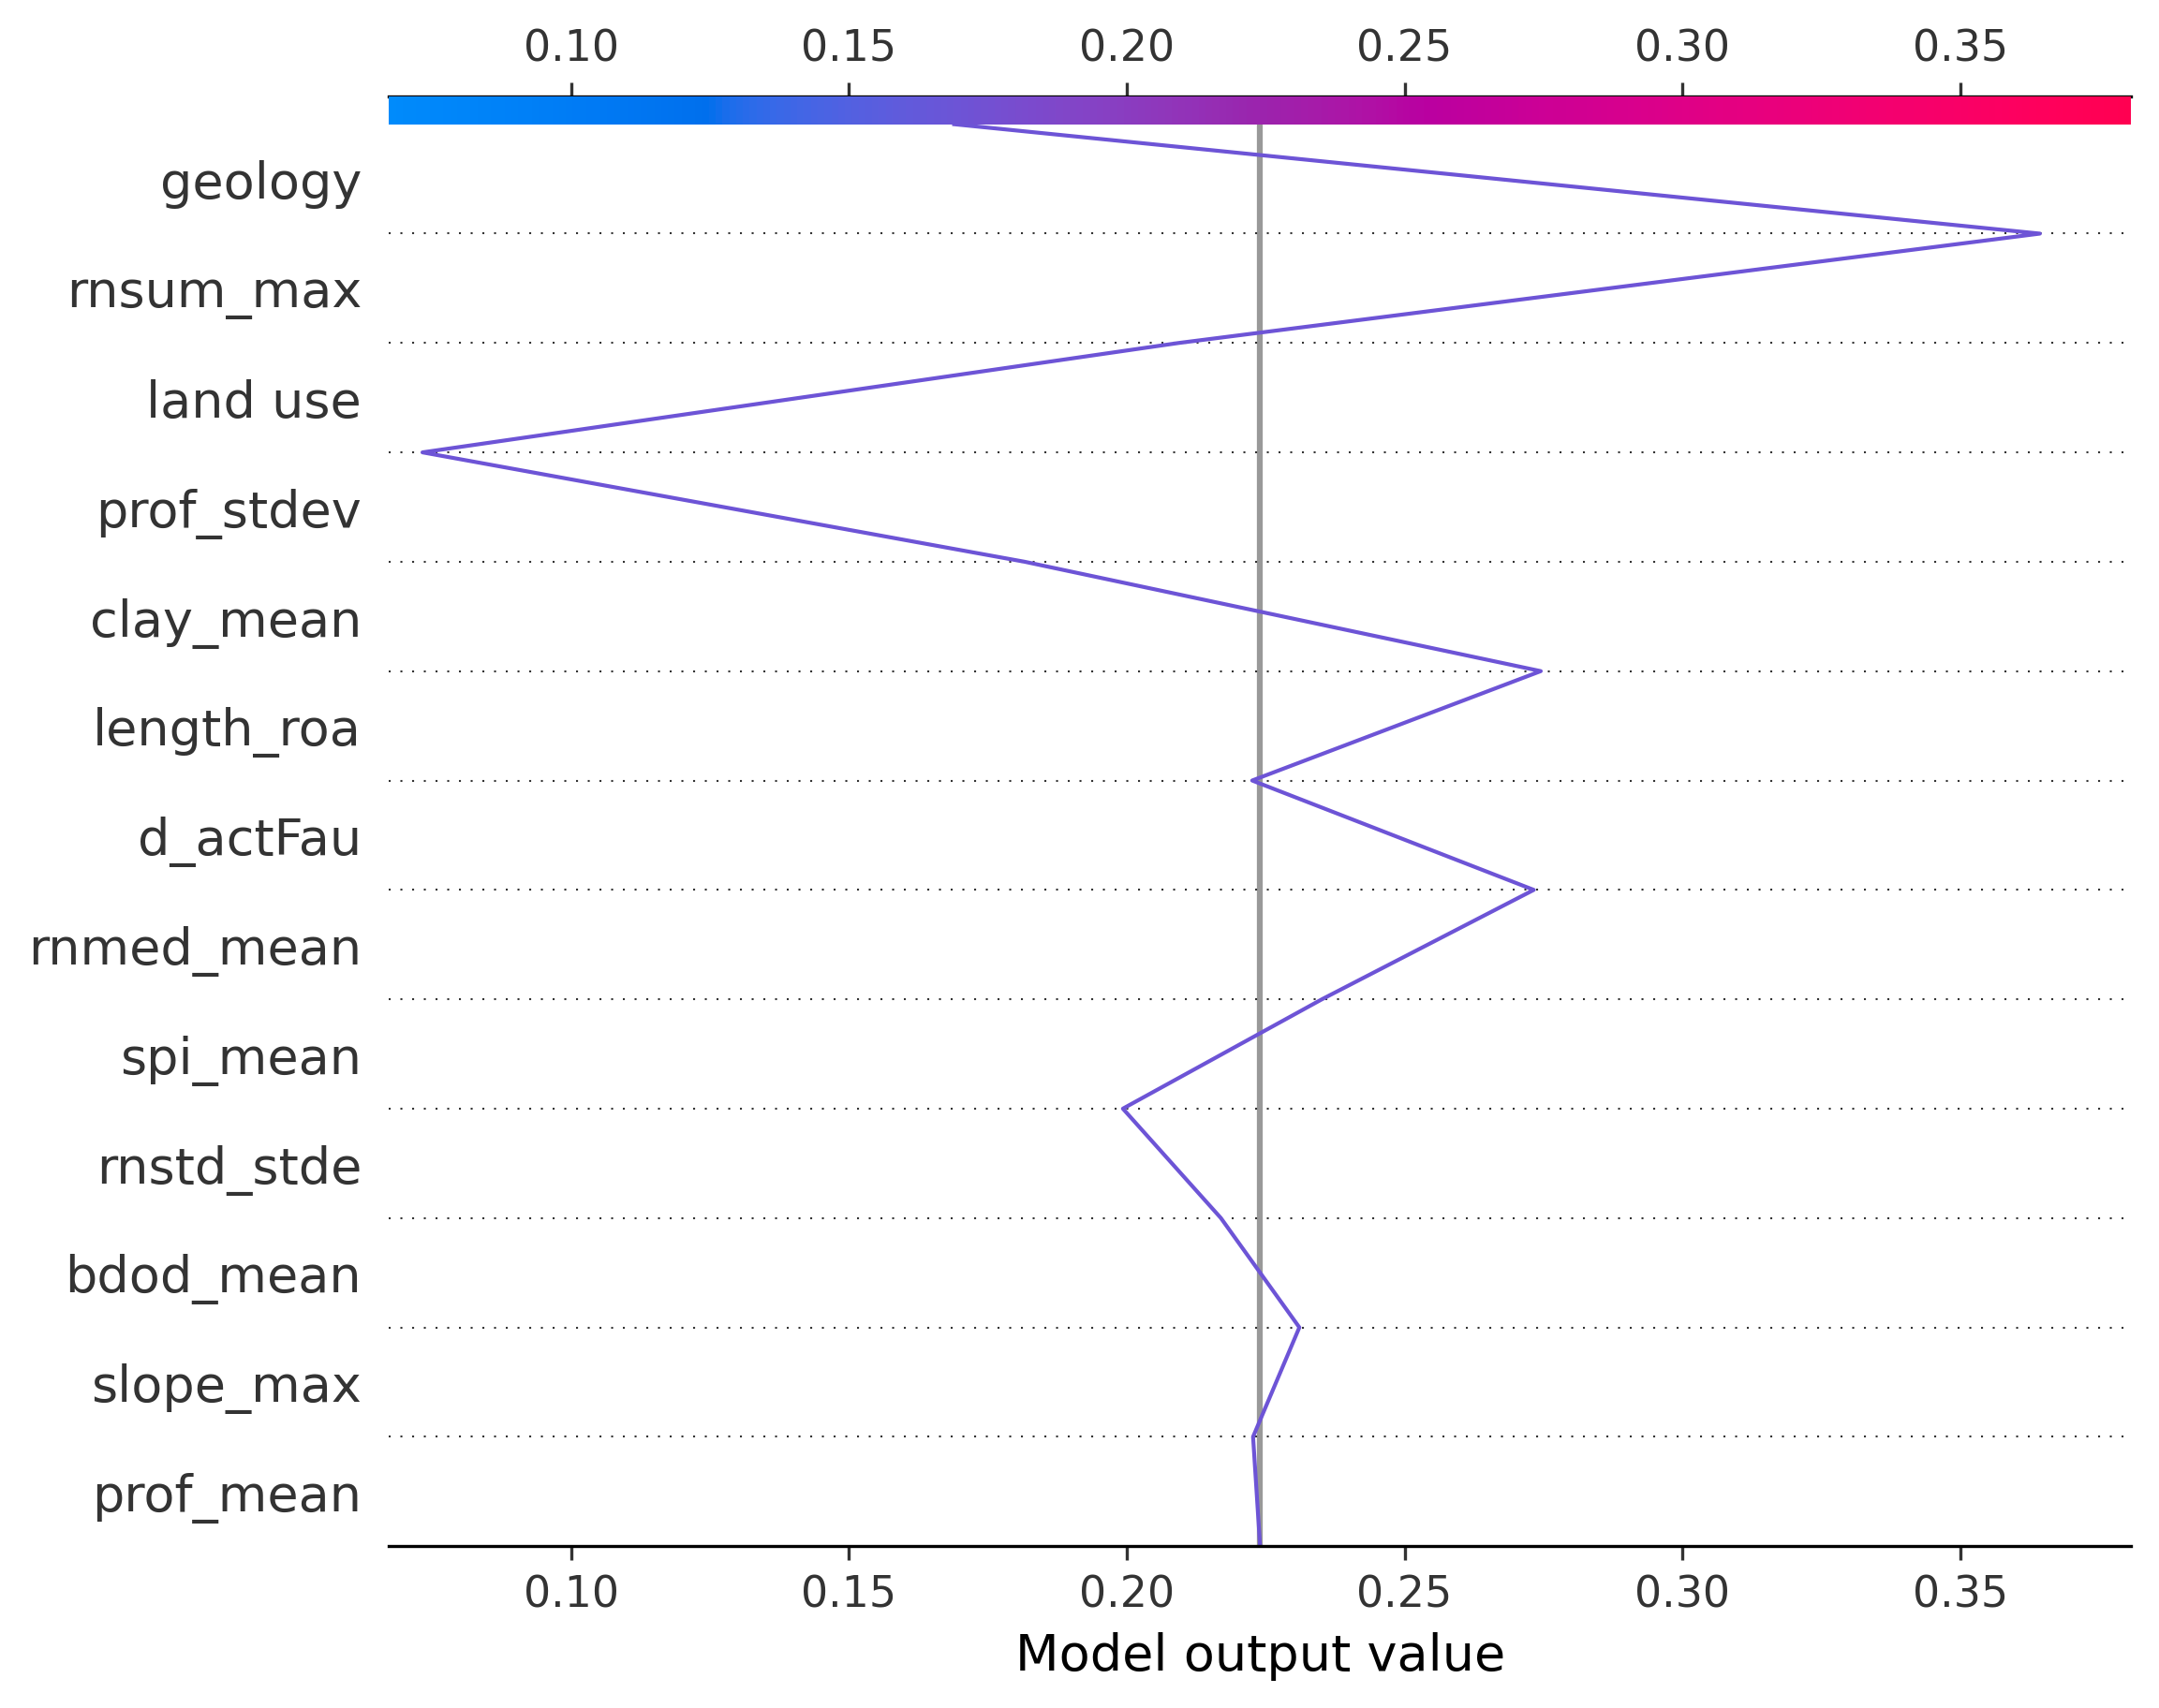 0.10 0.15 0.20 0.25 0.30 0.35
geology
rnsum_max
land use
prof_stdev
clay_mean
length_roa
d_actFau
rnmed_mean
spi_mean
rnstd_stde
bdod_mean
slope_max
prof_mean
0.10 0.15 0.20 0.25 0.30 0.35
Model output value